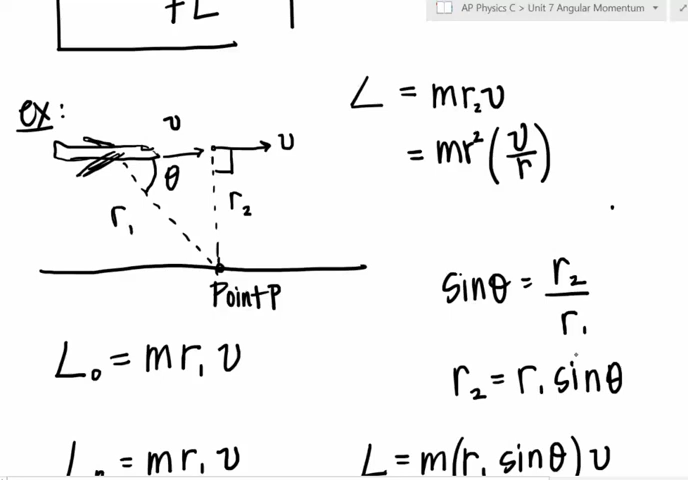 +L
AP Physics C > Unit 7 Angular Momentum
ex:
v
v
θ
r₁
r₂
Point P
L = mr₂v
= mr²(v/r)
sinθ = r₂/r₁
r₂ = r₁ sinθ
L₀ = mr₁v
= mr₁v
L = m(r₁ sinθ)v